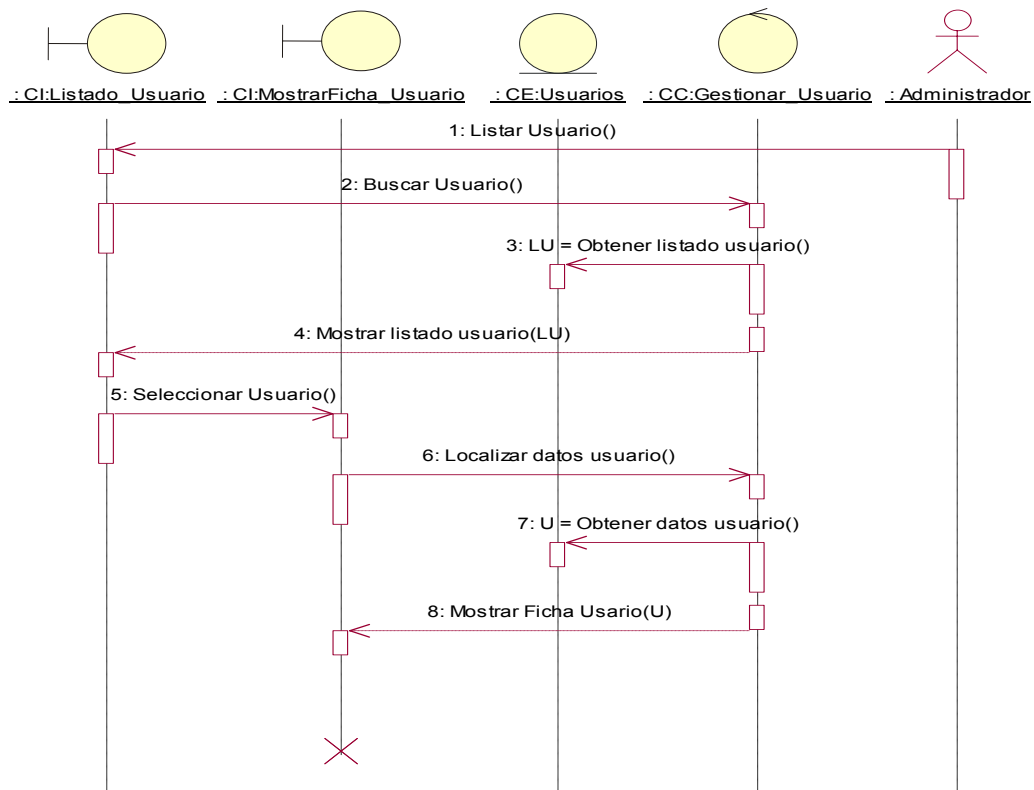 : CI:Listado_Usuario
: CI:MostrarFicha_Usuario
: CE:Usuarios
: CC:Gestionar_Usuario
: Administrador
1: Listar Usuario()
2: Buscar Usuario()
3: LU = Obtener listado usuario()
4: Mostrar listado usuario(LU)
5: Seleccionar Usuario()
6: Localizar datos usuario()
7: U = Obtener datos usuario()
8: Mostrar Ficha Usario(U)